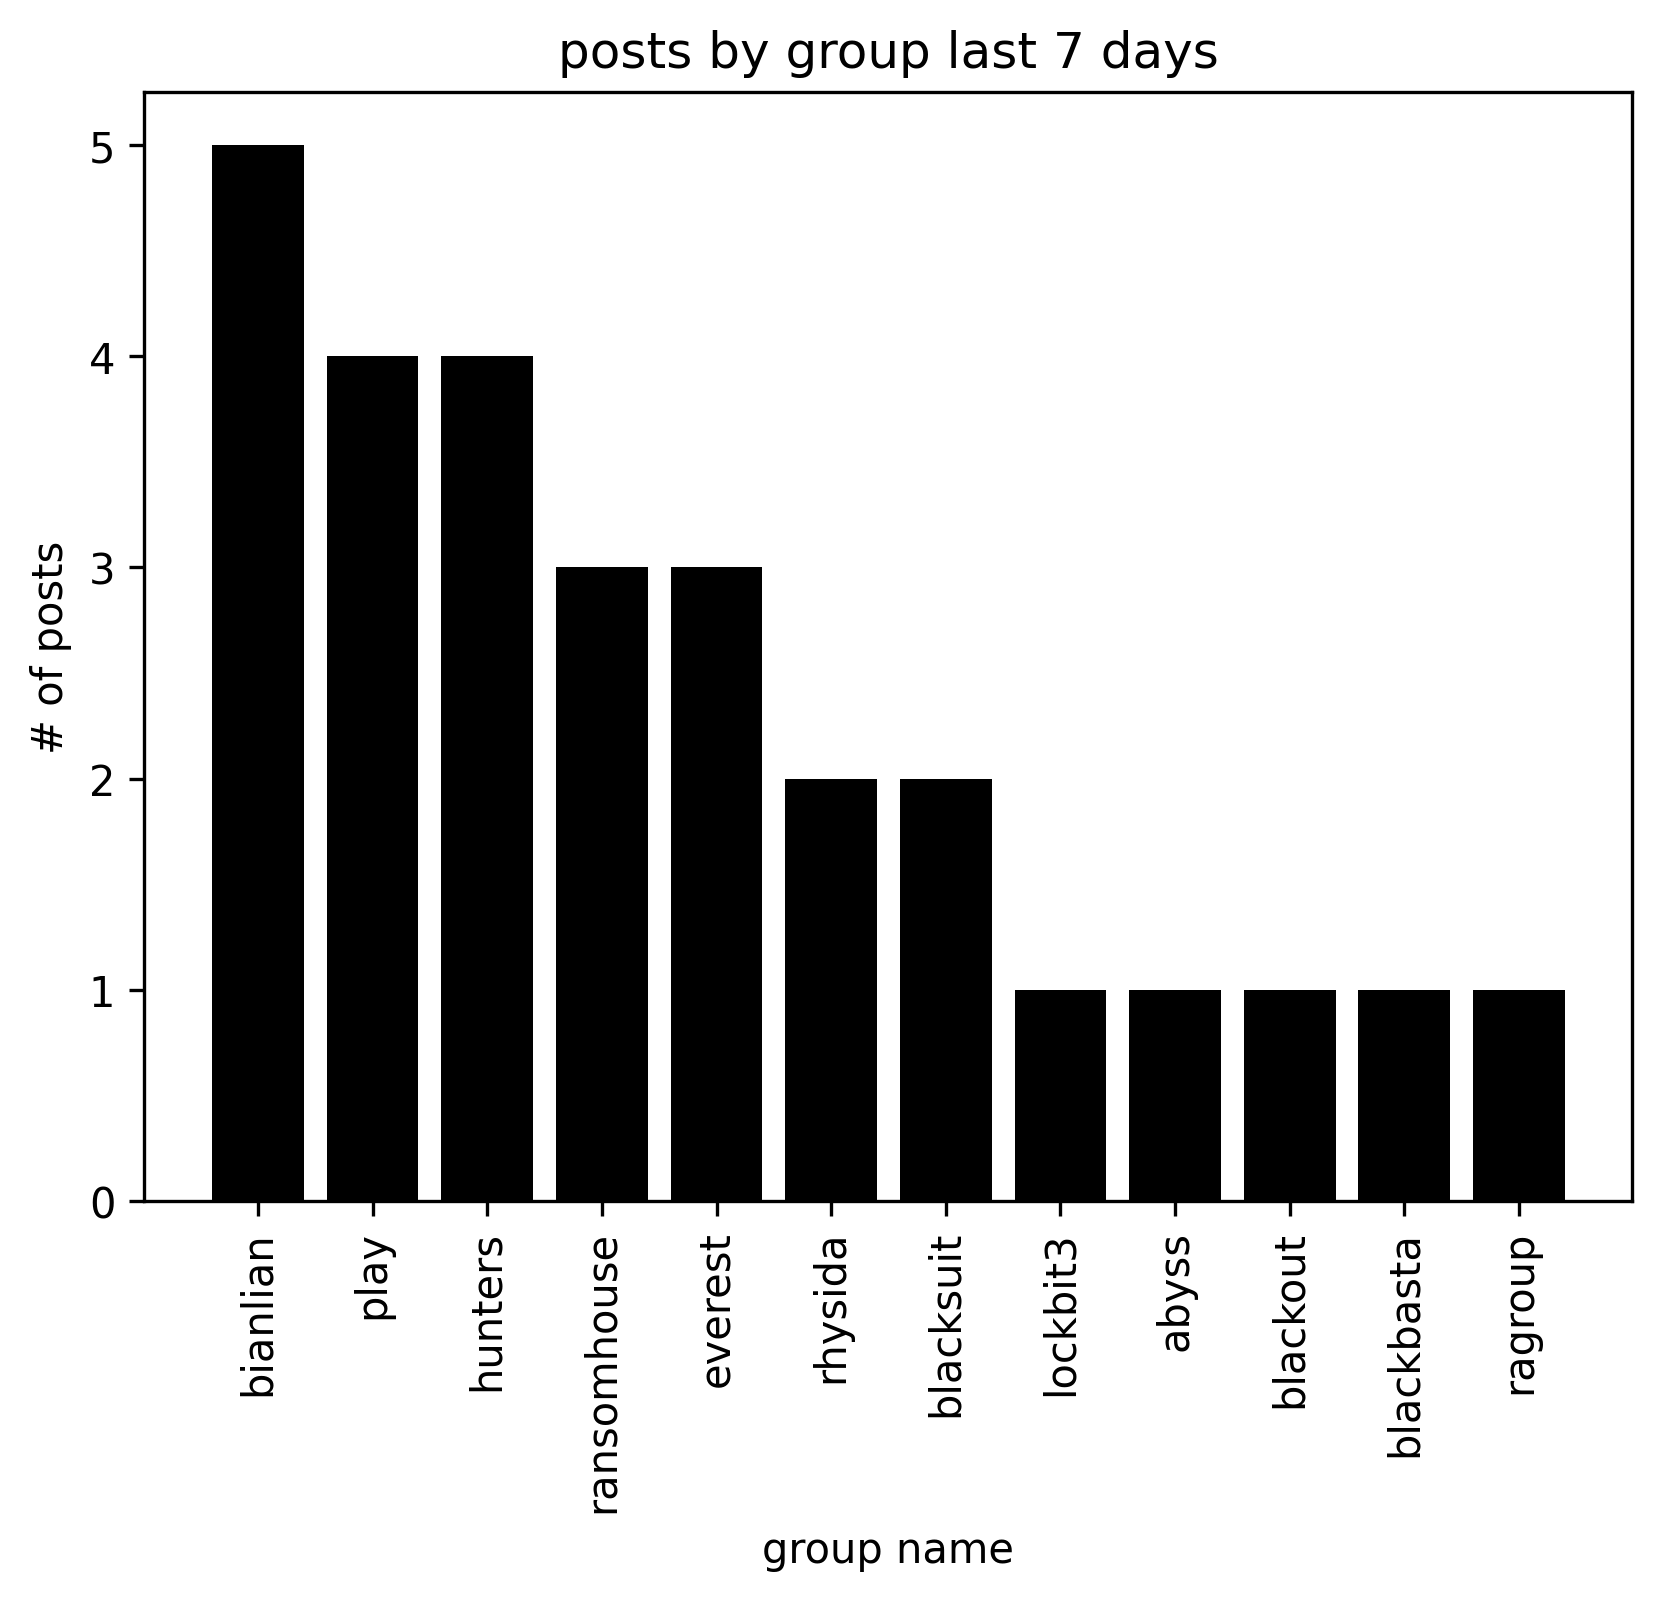 posts by group last 7 days
# of posts
5
4
3
2
1
0
bianlian
play
hunters
ransomhouse
everest
rhysida
blacksuit
lockbit3
abyss
blackout
blackbasta
ragroup
group name